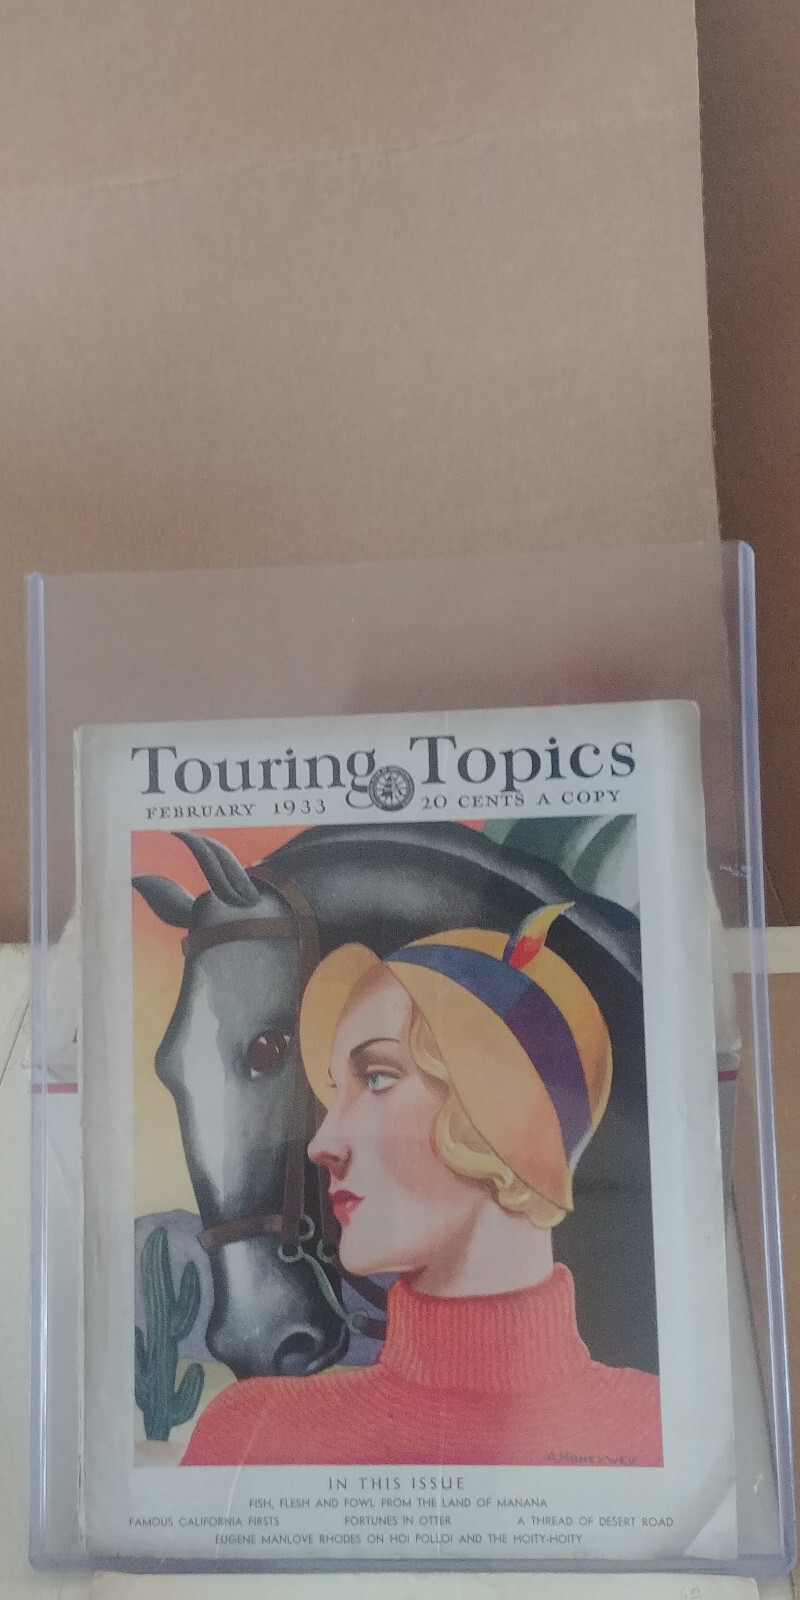 Touring Topics
FEBRUARY 1933 20 CENTS A COPY
A. HONEYWELL
IN THIS ISSUE
FISH, FLESH AND FOWL FROM THE LAND OF MANANA
FAMOUS CALIFORNIA FIRSTS FORTUNES IN OTTER A THREAD OF DESERT ROAD
EUGENE MANLOVE RHODES ON HOI POLLOI AND THE HOITY-HOITY